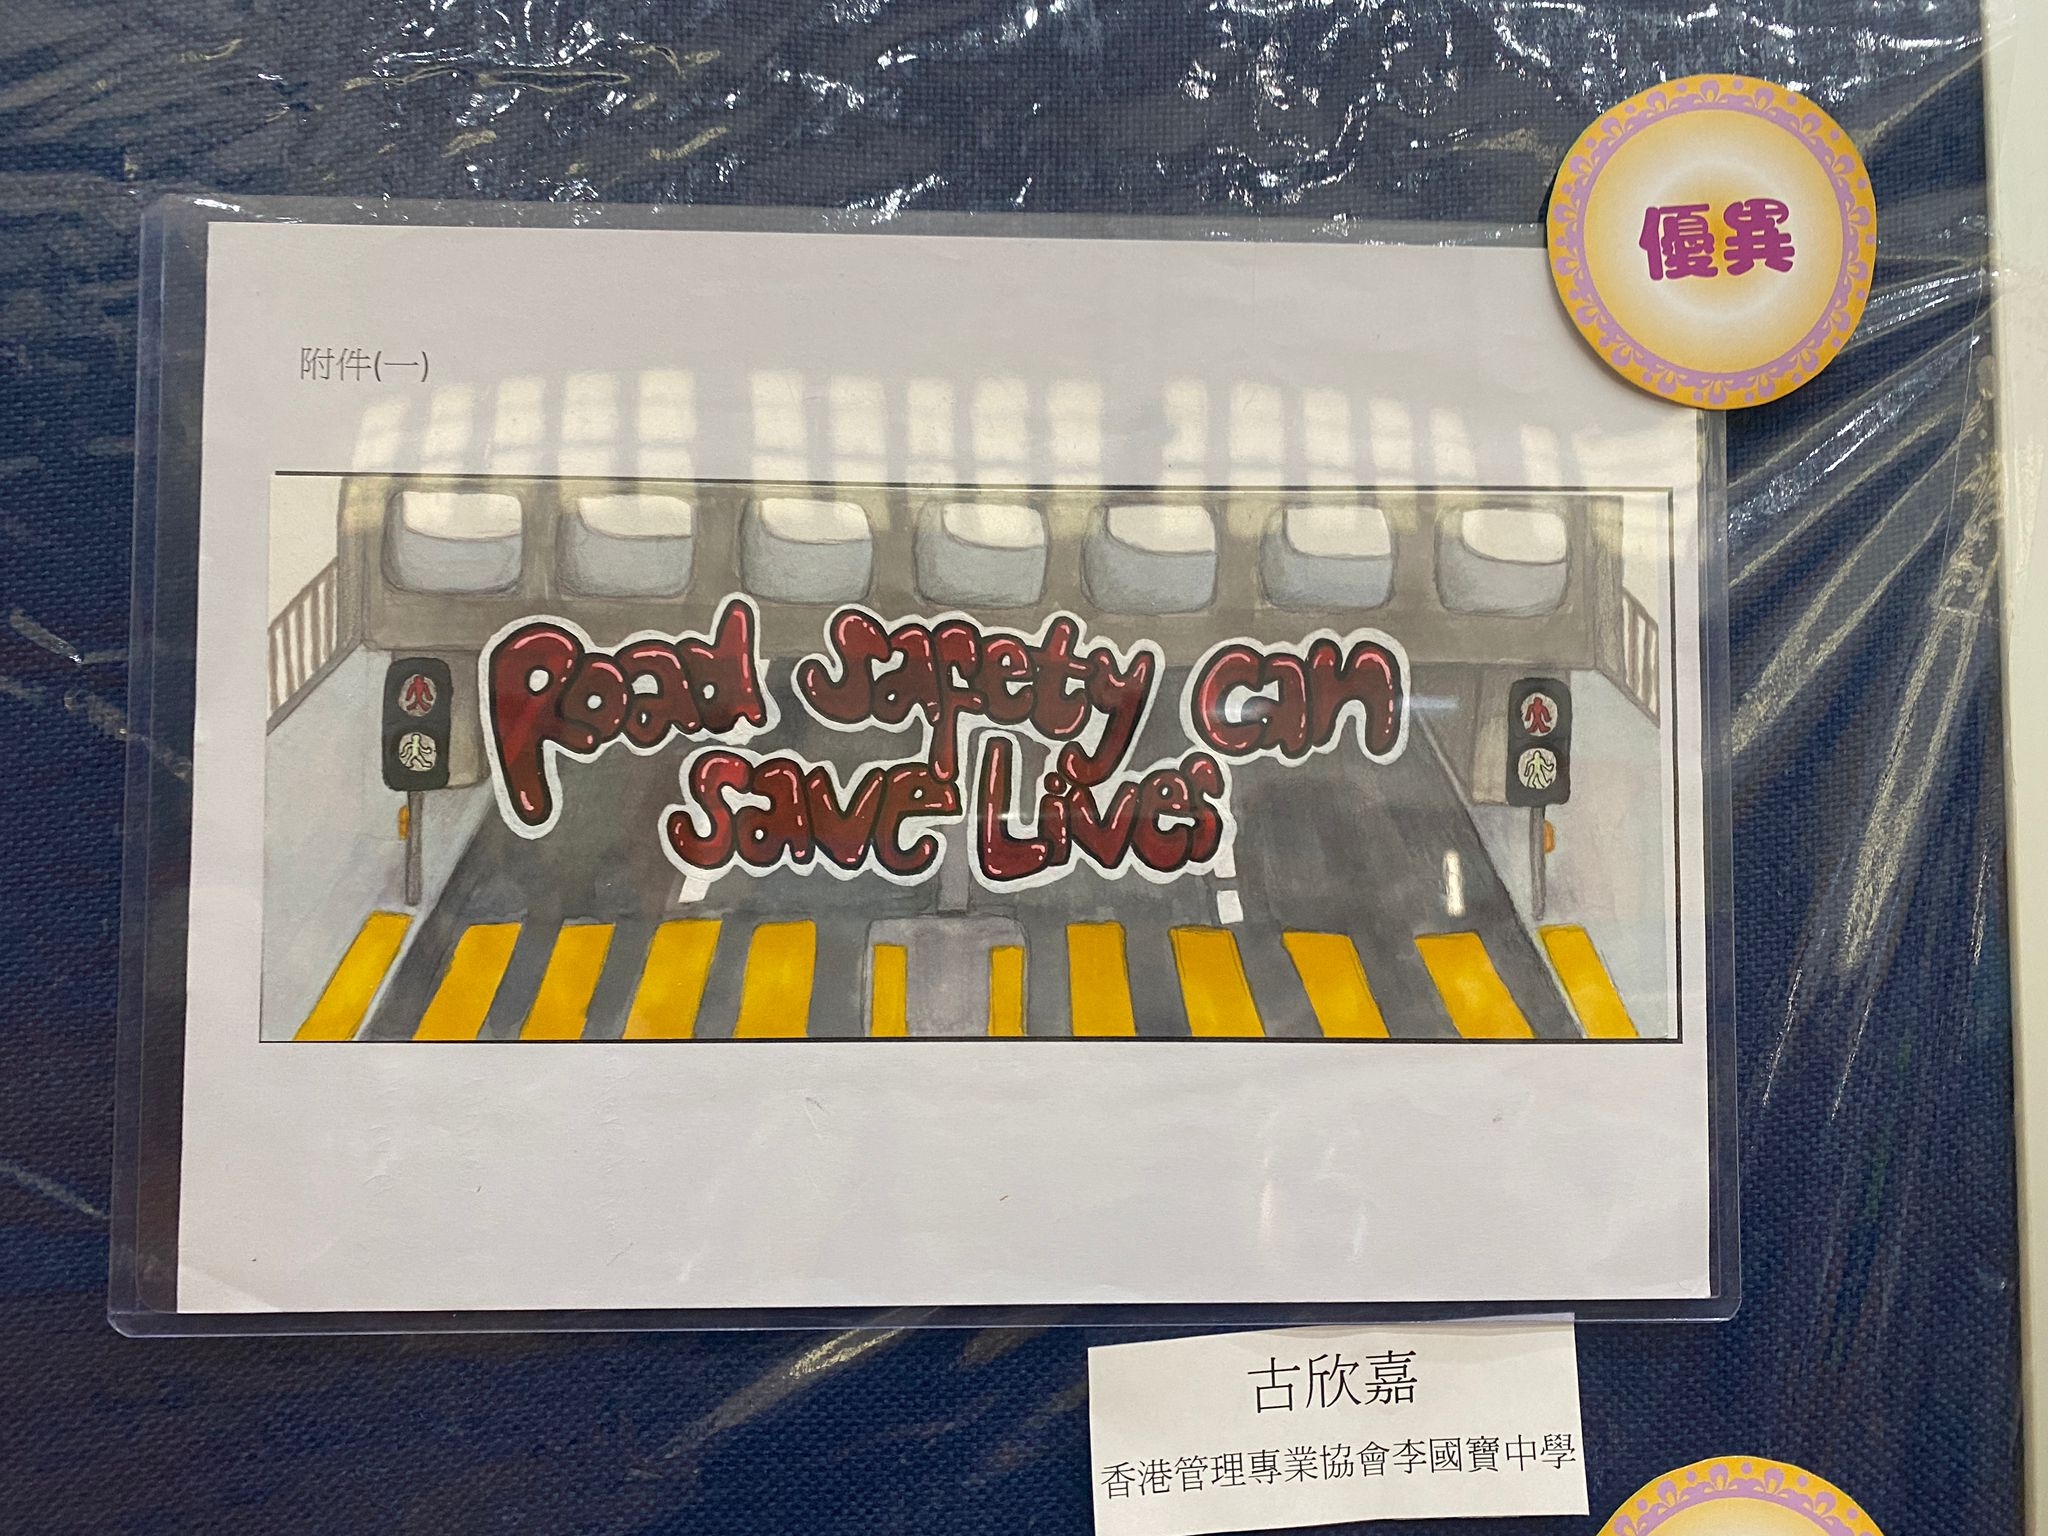 優異
附件(一)
Road safety can
save Lives
古欣嘉
香港管理專業協會李國寶中學